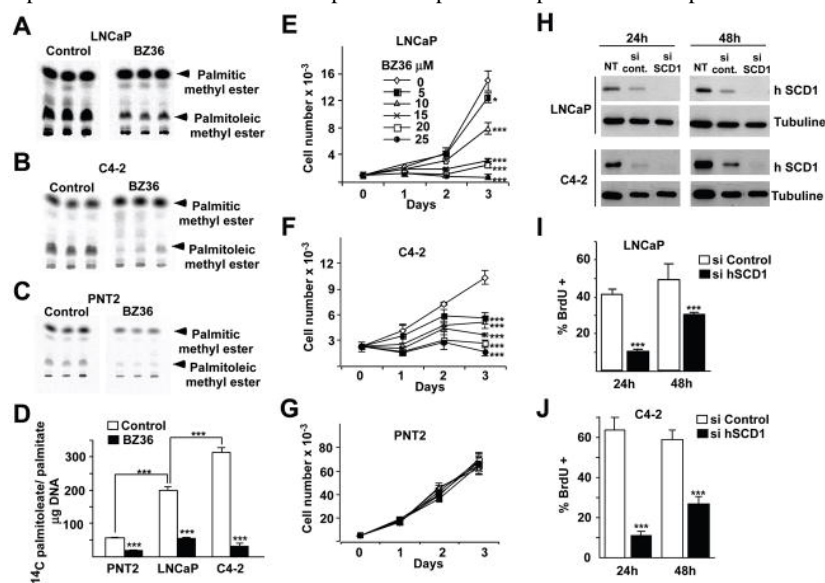 A
LNCaP
Control BZ36
Palmitic
methyl ester
Palmitoleic
methyl ester
B
C4-2
Control BZ36
Palmitic
methyl ester
Palmitoleic
methyl ester
C
PNT2
Control BZ36
Palmitic
methyl ester
Palmitoleic
methyl ester
D
Control
BZ36
14C palmitoleate/ palmitate
µg DNA
300
200
100
50
***
***
***
***
***
PNT2 LNCaP C4-2
E
LNCaP
BZ36 µM
0
5
10
15
20
25
Cell number x 10-3
16
12
8
4
0 1 2 3
Days
*
***
***
***
***
F
C4-2
Cell number x 10-3
12
9
6
3
0 1 2 3
Days
***
***
***
***
***
G
PNT2
Cell number x 10-3
80
60
40
20
0 1 2 3
Days
H
24h 48h
NT si cont. si SCD1 NT si cont. si SCD1
LNCaP
h SCD1
Tubuline
C4-2
h SCD1
Tubuline
I
LNCaP
si Control
si hSCD1
% BrdU +
60
40
20
***
***
24h 48h
J
C4-2
si Control
si hSCD1
% BrdU +
60
40
20
***
***
24h 48h